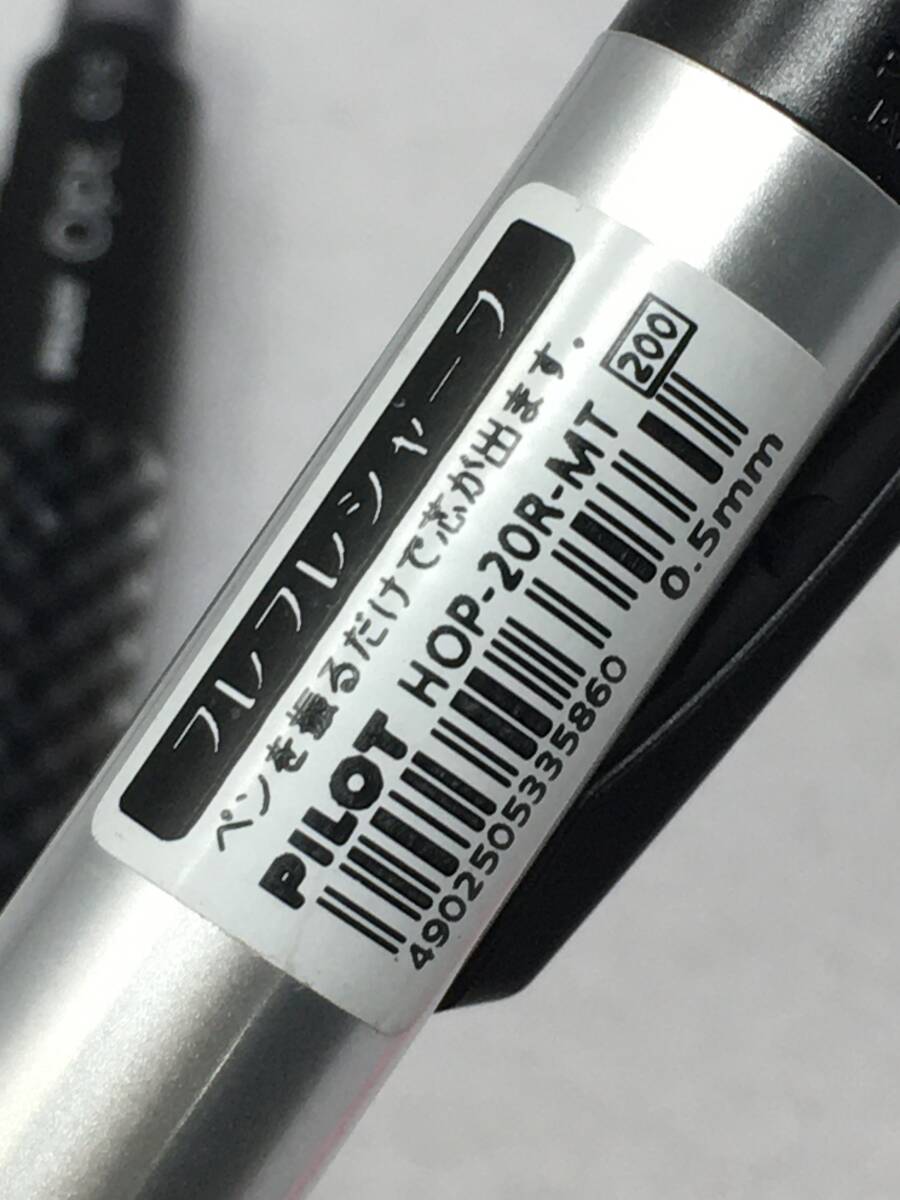 フレフレシャープ
ペンを振るだけで芯が出ます。
PILOT HOP-20R-MT 200
4902505335860 0.5mm